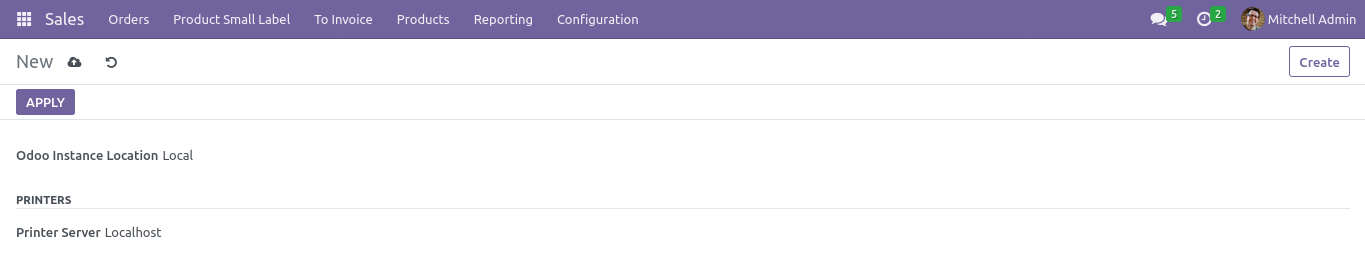 Sales Orders Product Small Label To Invoice Products Reporting Configuration 5 2 Mitchell Admin
New Create
APPLY
Odoo Instance Location Local
PRINTERS
Printer Server Localhost